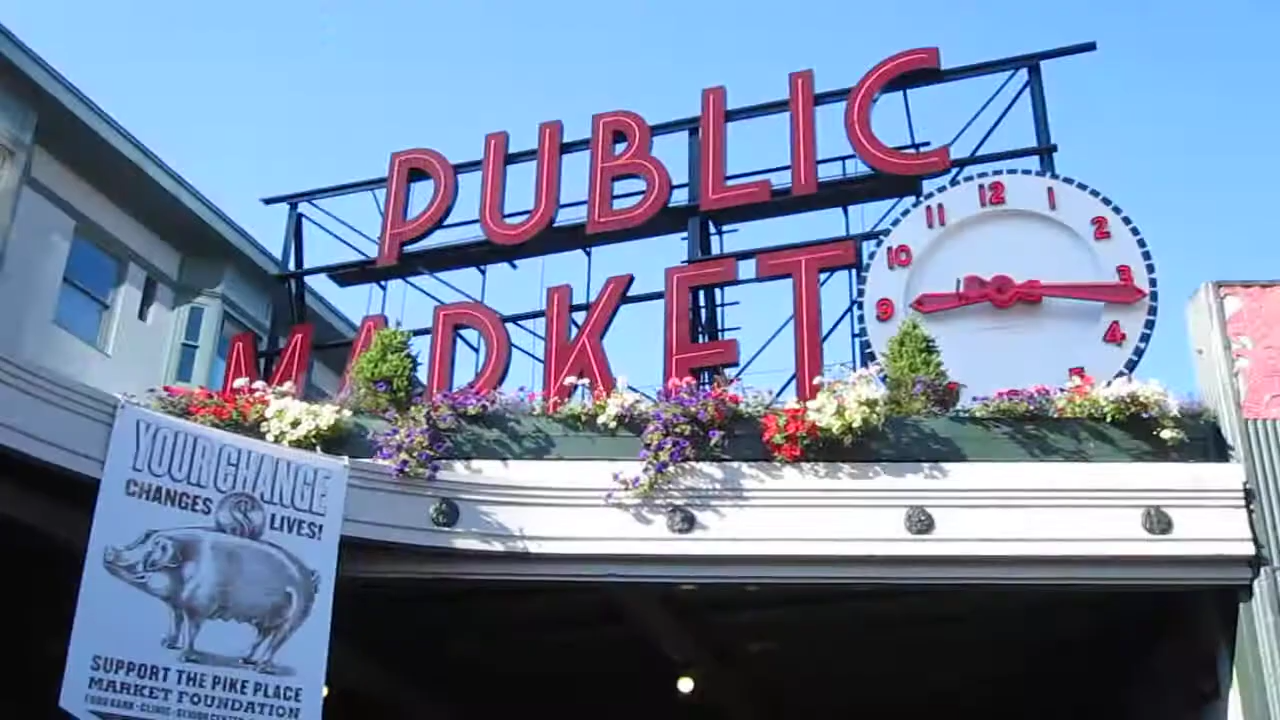 PUBLIC
MARKET
12
1
2
3
4
5
9
10
11
YOUR CHANGE
CHANGES
LIVES!
SUPPORT THE PIKE PLACE
MARKET FOUNDATION